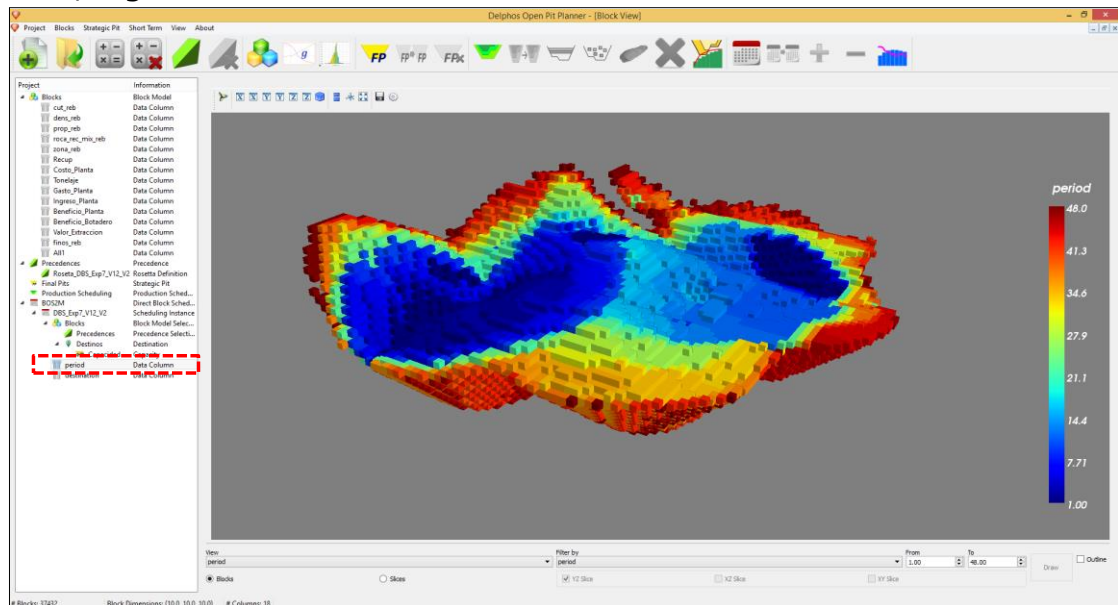 Delphos Open Pit Planner - [Block View]
Project Blocks Strategic Pit Short Term View About
g FP FP FP FPx
Project Information
Blocks Block Model
cut_reb Data Column
dens_reb Data Column
prop_reb Data Column
roca_rec_mix_reb Data Column
zona_reb Data Column
Recup Data Column
Costo_Planta Data Column
Tonelaje Data Column
Gasto_Planta Data Column
Ingreso_Planta Data Column
Beneficio_Planta Data Column
Beneficio_Botadero Data Column
Valor_Extraccion Data Column
finos_reb Data Column
All1 Data Column
Precedences Precedence
Roseta_DBS_Exp7_V12_V2 Rosetta Definition
Final Pits Strategic Pit
Production Scheduling Production Sched...
BOS2M Direct Block Sched...
DBS_Exp7_V12_V2 Scheduling Instance
Blocks Block Model Selec...
Precedences Precedence Selecti...
Destinos Destination
Capacidad Capacity
period Data Column
destination Data Column
X X Y Y Z Z
period
48.0
41.3
34.6
27.9
21.1
14.4
7.71
1.00
View Filter by From To
period period 1.00 48.00 Draw Outline
Blocks Slices YZ Slice XZ Slice XY Slice
# Blocks: 37432 Block Dimensions: (10.0, 10.0, 10.0) # Columns: 18